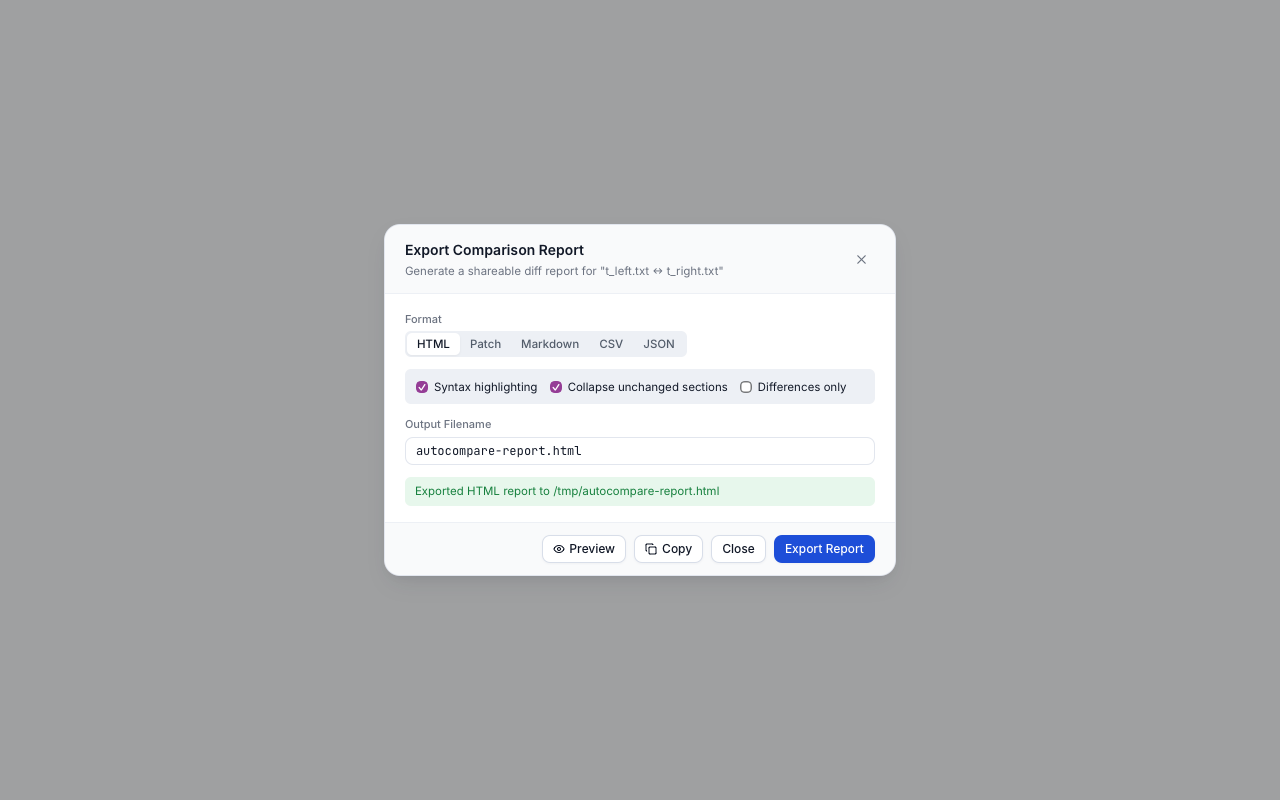 Export Comparison Report
Generate a shareable diff report for "t_left.txt ↔ t_right.txt"
Format
HTML Patch Markdown CSV JSON
Syntax highlighting Collapse unchanged sections Differences only
Output Filename
autocompare-report.html
Exported HTML report to /tmp/autocompare-report.html
Preview Copy Close Export Report